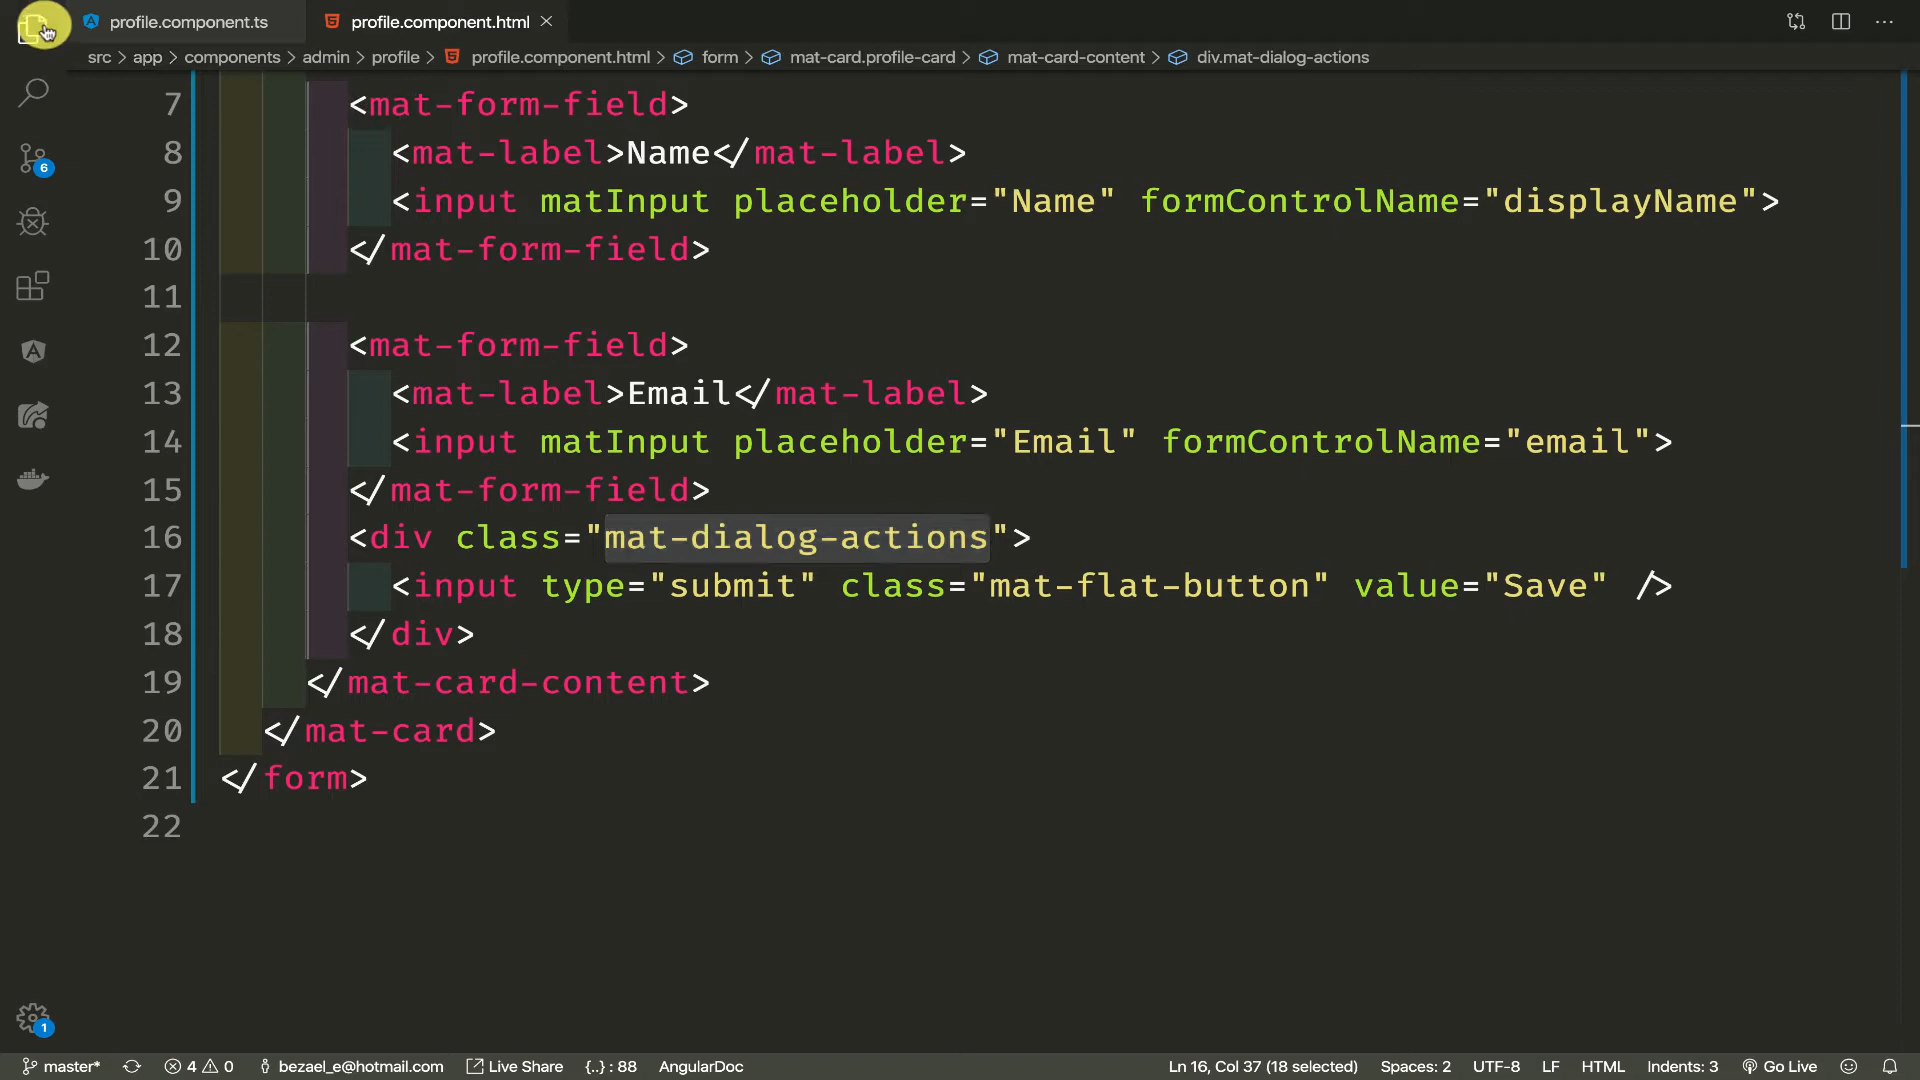 profile.component.ts
profile.component.html
src > app > components > admin > profile > profile.component.html > form > mat-card.profile-card > mat-card-content > div.mat-dialog-actions
7 <mat-form-field>
8 <mat-label>Name</mat-label>
9 <input matInput placeholder="Name" formControlName="displayName">
10 </mat-form-field>
11
12 <mat-form-field>
13 <mat-label>Email</mat-label>
14 <input matInput placeholder="Email" formControlName="email">
15 </mat-form-field>
16 <div class="mat-dialog-actions">
17 <input type="submit" class="mat-flat-button" value="Save" />
18 </div>
19 </mat-card-content>
20 </mat-card>
21 </form>
22
6
1
master* 4 0 bezael_e@hotmail.com Live Share {..} : 88 AngularDoc Ln 16, Col 37 (18 selected) Spaces: 2 UTF-8 LF HTML Indents: 3 Go Live